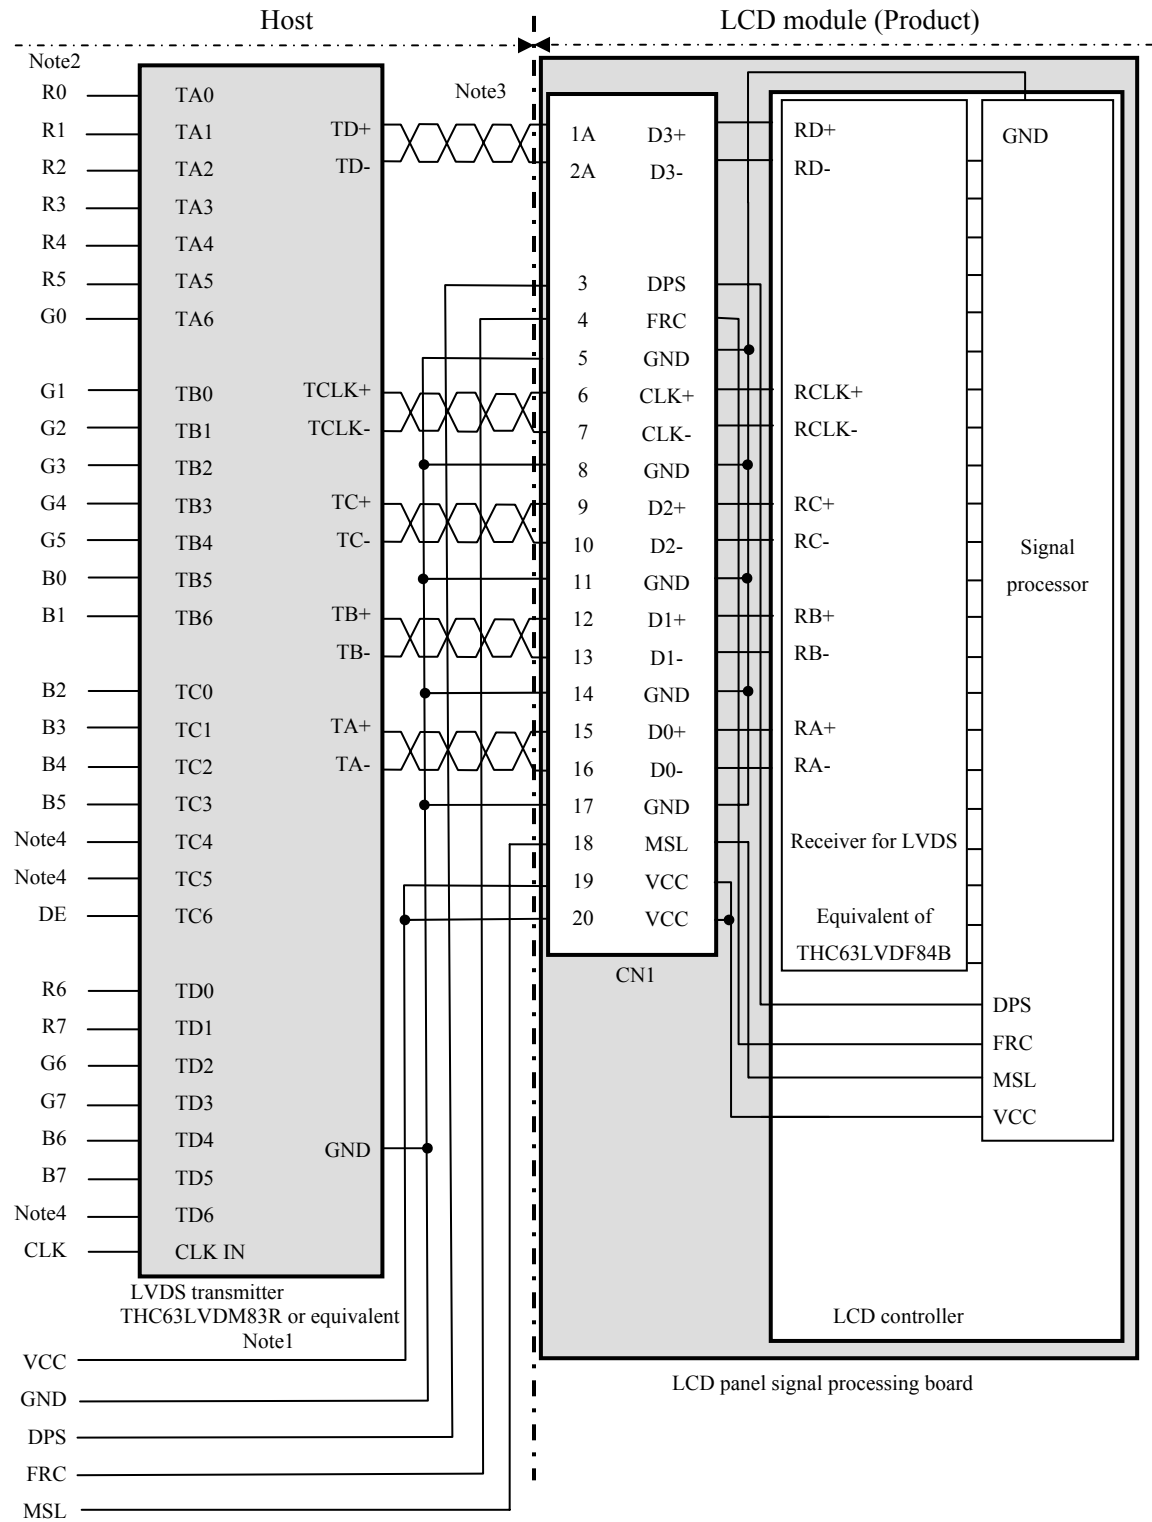 Host
LCD module (Product)
Note2
Note3
R0 TA0
R1 TA1 TD+ 1A D3+ RD+ GND
R2 TA2 TD- 2A D3- RD-
R3 TA3
R4 TA4
R5 TA5 3 DPS
G0 TA6 4 FRC
5 GND
G1 TB0 TCLK+ 6 CLK+ RCLK+
G2 TB1 TCLK- 7 CLK- RCLK-
G3 TB2 8 GND
G4 TB3 TC+ 9 D2+ RC+
G5 TB4 TC- 10 D2- RC- Signal
B0 TB5 11 GND processor
B1 TB6 TB+ 12 D1+ RB+
TB- 13 D1- RB-
B2 TC0 14 GND
B3 TC1 TA+ 15 D0+ RA+
B4 TC2 TA- 16 D0- RA-
B5 TC3 17 GND
Note4 TC4 18 MSL Receiver for LVDS
Note4 TC5 19 VCC
DE TC6 20 VCC Equivalent of
THC63LVDF84B
CN1
R6 TD0
DPS
R7 TD1
FRC
G6 TD2
MSL
G7 TD3
VCC
B6 TD4 GND
B7 TD5
Note4 TD6
CLK CLK IN
LVDS transmitter
THC63LVDM83R or equivalent
Note1
LCD controller
VCC
LCD panel signal processing board
GND
DPS
FRC
MSL